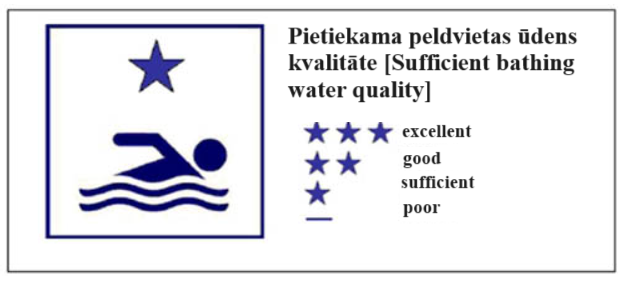 Pietiekama peldvietas ūdens
kvalitāte [Sufficient bathing
water quality]
excellent
good
sufficient
poor